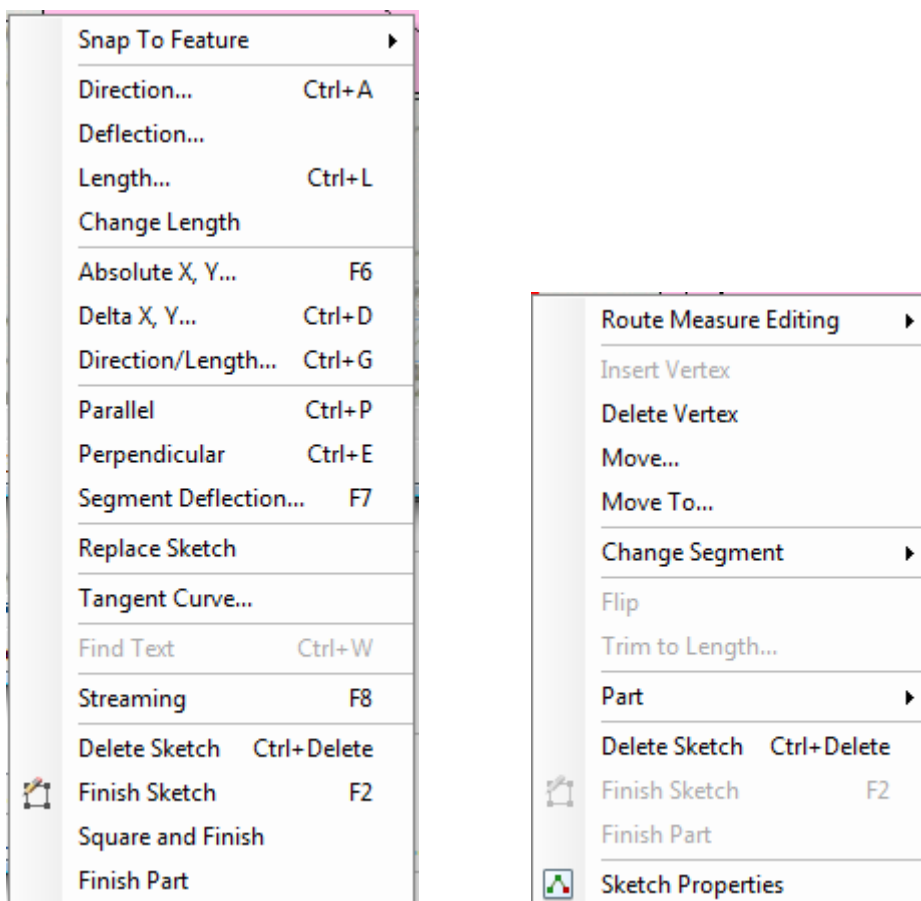 Snap To Feature
Direction... Ctrl+A
Deflection...
Length... Ctrl+L
Change Length
Absolute X, Y... F6
Delta X, Y... Ctrl+D
Direction/Length... Ctrl+G
Parallel Ctrl+P
Perpendicular Ctrl+E
Segment Deflection... F7
Replace Sketch
Tangent Curve...
Find Text Ctrl+W
Streaming F8
Delete Sketch Ctrl+Delete
Finish Sketch F2
Square and Finish
Finish Part
Route Measure Editing
Insert Vertex
Delete Vertex
Move...
Move To...
Change Segment
Flip
Trim to Length...
Part
Delete Sketch Ctrl+Delete
Finish Sketch F2
Finish Part
Sketch Properties